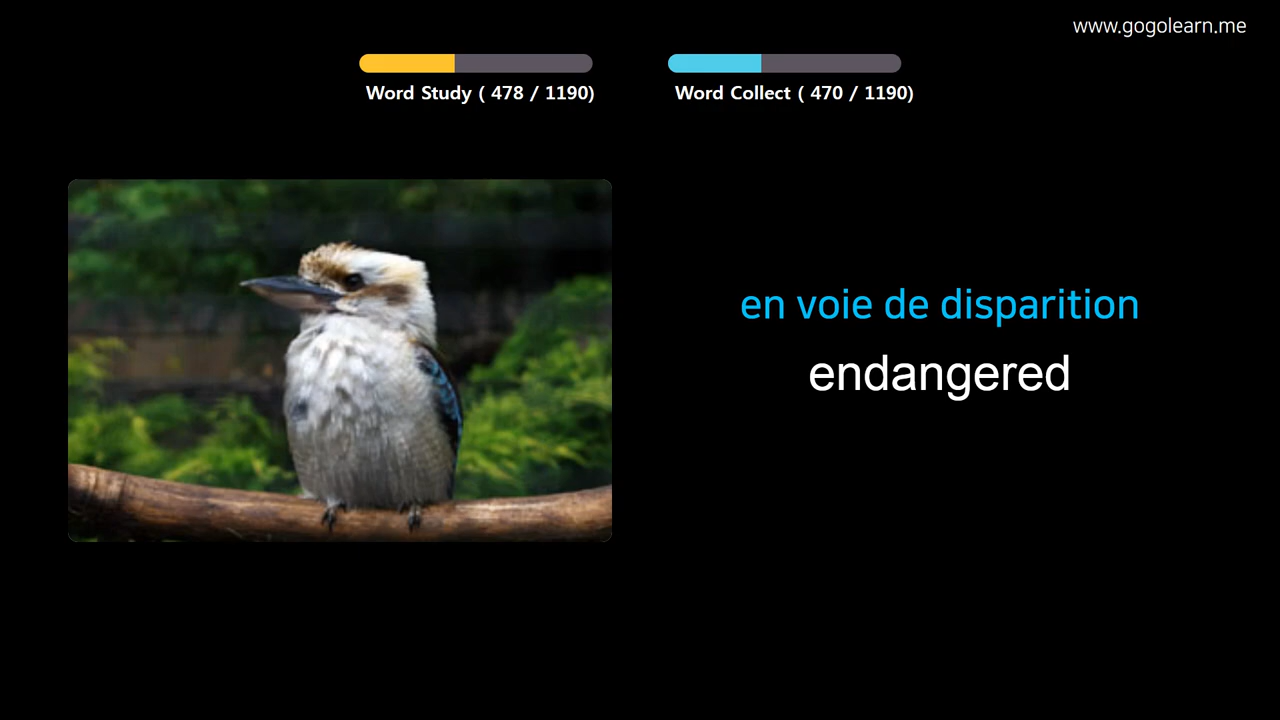 www.gogolearn.me
Word Study ( 478 / 1190)
Word Collect ( 470 / 1190)
en voie de disparition
endangered